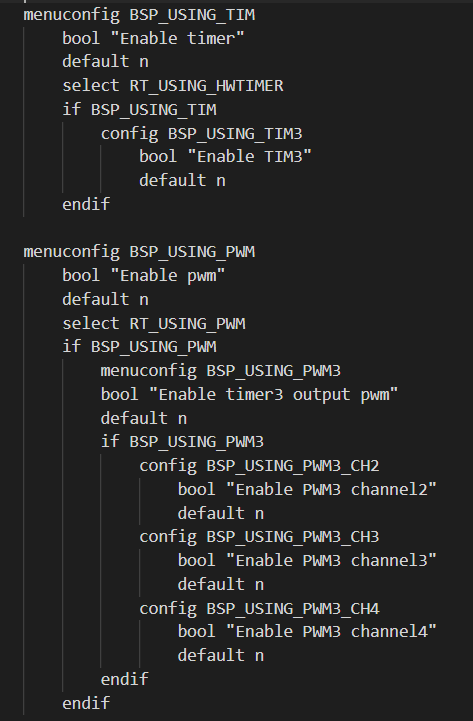 menuconfig BSP_USING_TIM
    bool "Enable timer"
    default n
    select RT_USING_HWTIMER
    if BSP_USING_TIM
        config BSP_USING_TIM3
            bool "Enable TIM3"
            default n
    endif

menuconfig BSP_USING_PWM
    bool "Enable pwm"
    default n
    select RT_USING_PWM
    if BSP_USING_PWM
        menuconfig BSP_USING_PWM3
        bool "Enable timer3 output pwm"
        default n
        if BSP_USING_PWM3
            config BSP_USING_PWM3_CH2
                bool "Enable PWM3 channel2"
                default n
            config BSP_USING_PWM3_CH3
                bool "Enable PWM3 channel3"
                default n
            config BSP_USING_PWM3_CH4
                bool "Enable PWM3 channel4"
                default n
        endif
    endif